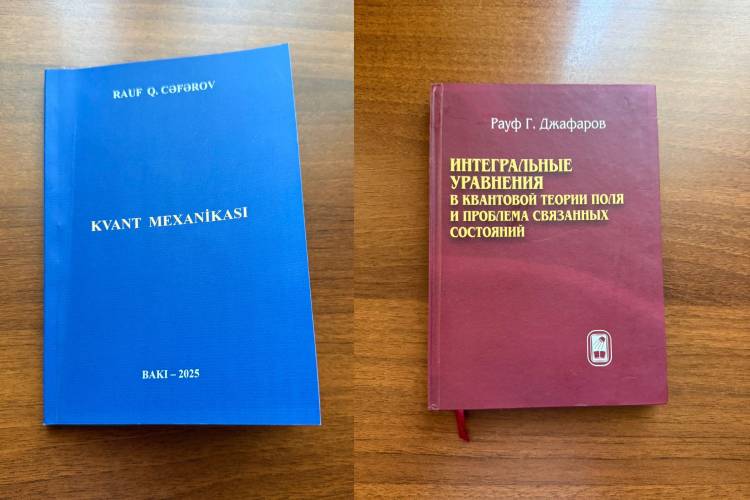 RAUF Q. CƏFƏROV
KVANT MEXANİKASI
BAKI – 2025
Рауф Г. Джафаров
ИНТЕГРАЛЬНЫЕ
УРАВНЕНИЯ
В КВАНТОВОЙ ТЕОРИИ ПОЛЯ
И ПРОБЛЕМА СВЯЗАННЫХ
СОСТОЯНИЙ